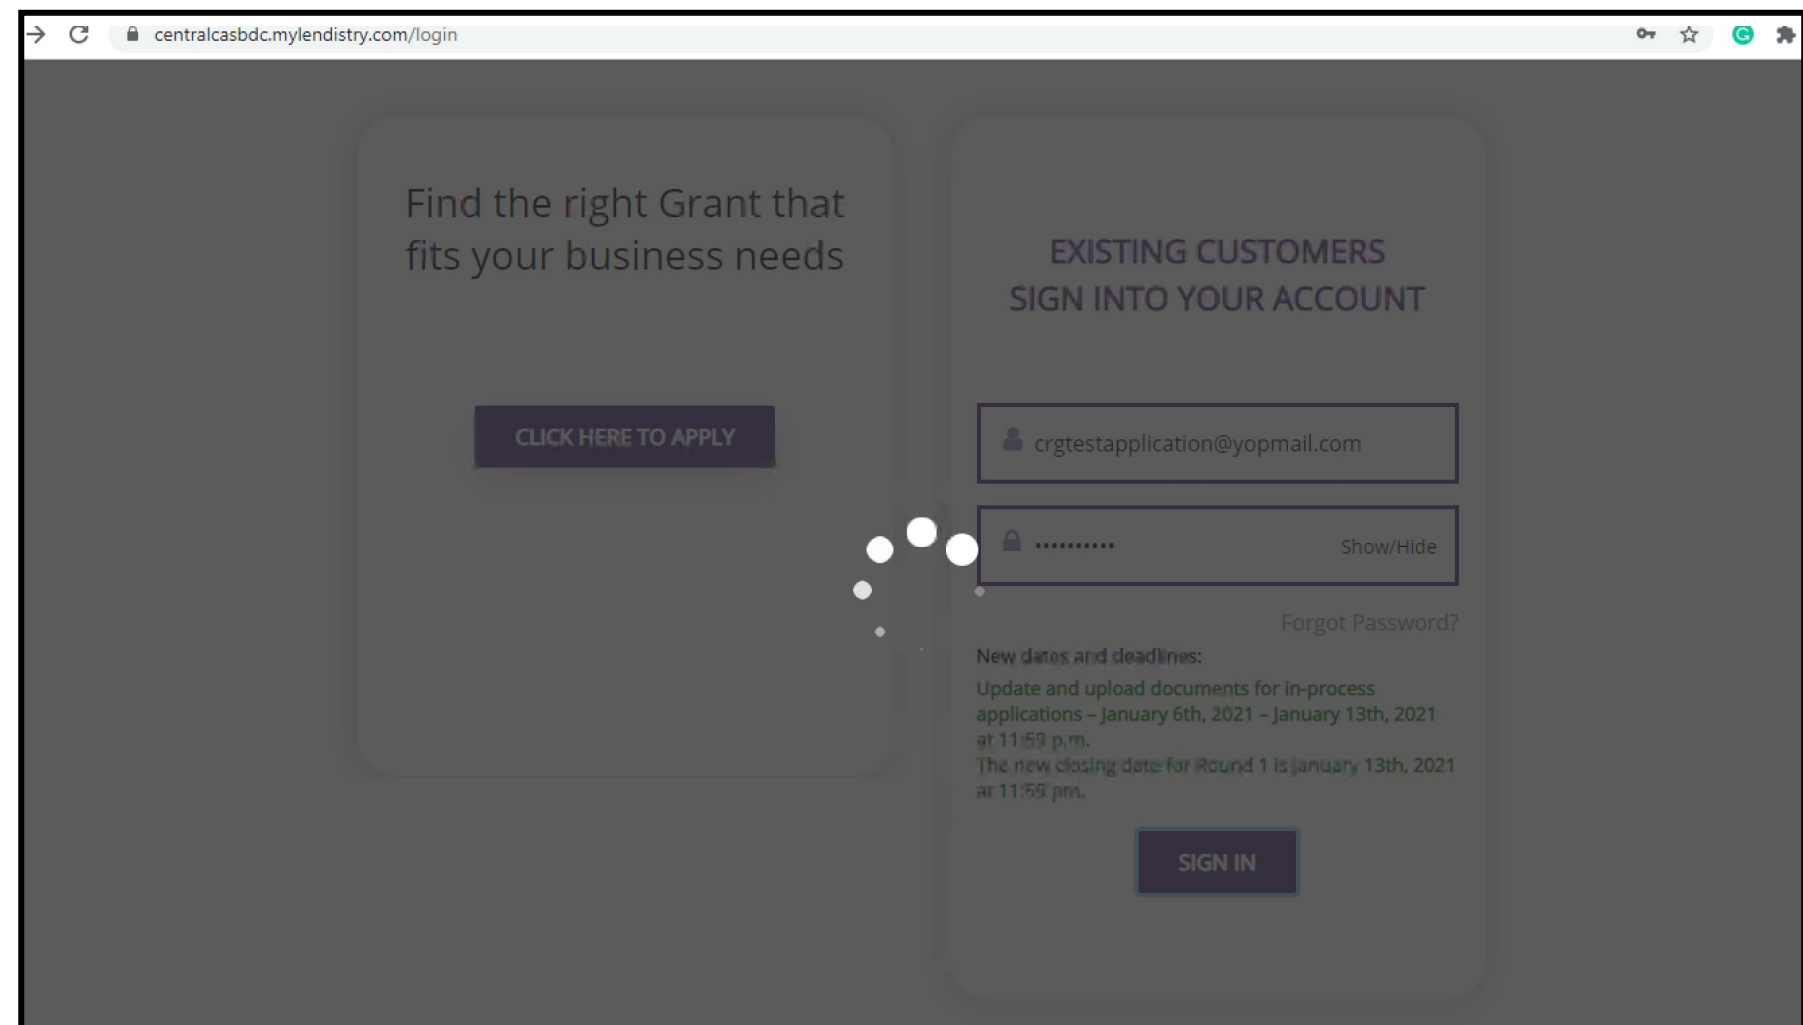 centralcasbdc.mylendistry.com/login
Find the right Grant that
fits your business needs
CLICK HERE TO APPLY
EXISTING CUSTOMERS
SIGN INTO YOUR ACCOUNT
crgtestapplication@yopmail.com
••••••••••
Show/Hide
Forgot Password?
New dates and deadlines:
Update and upload documents for in-process
applications – January 6th, 2021 – January 13th, 2021
at 11:59 p.m.
The new closing date for Round 1 is January 13th, 2021
at 11:59 pm.
SIGN IN